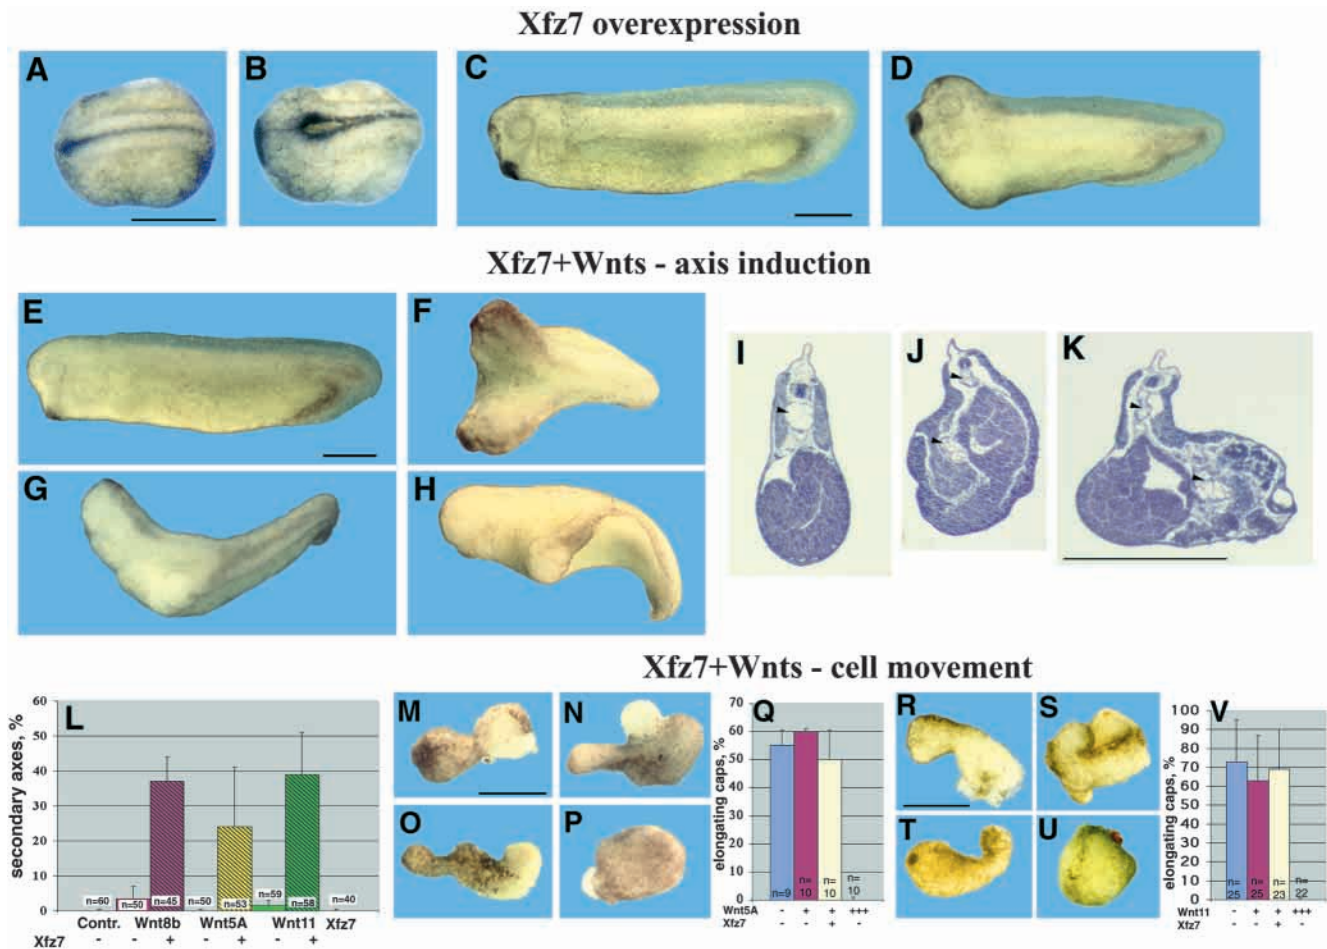 Xfz7 overexpression
A
B
C
D
Xfz7+Wnts - axis induction
E
F
G
H
I
J
K
Xfz7+Wnts - cell movement
L
secondary axes, %
60
50
40
30
20
10
0
n=60
n=50
n=45
n=50
n=53
n=59
n=58
n=40
Contr. Wnt8b Wnt5A Wnt11 Xfz7
Xfz7 - - + - + - +
M
N
O
P
Q
elongating caps, %
70
60
50
40
30
20
10
0
n=9
n=
10
n=
10
n=
10
Wnt5A - + + +++
Xfz7 +
R
S
T
U
V
elongating caps, %
100
90
80
70
60
50
40
30
20
10
0
n=
25
n=
25
n=
23
n=
22
Wnt11 - + + +++
Xfz7 +